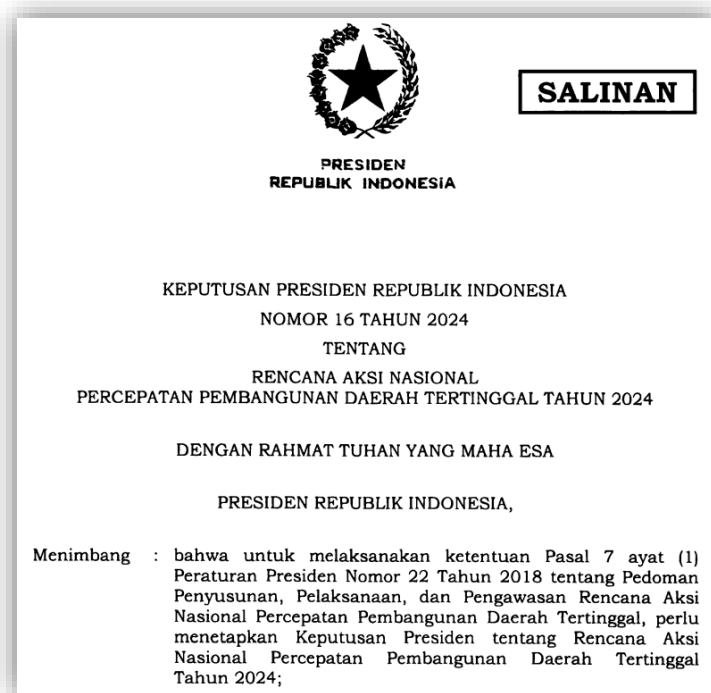 SALINAN
PRESIDEN
REPUBLIK INDONESIA
KEPUTUSAN PRESIDEN REPUBLIK INDONESIA
NOMOR 16 TAHUN 2024
TENTANG
RENCANA AKSI NASIONAL
PERCEPATAN PEMBANGUNAN DAERAH TERTINGGAL TAHUN 2024
DENGAN RAHMAT TUHAN YANG MAHA ESA
PRESIDEN REPUBLIK INDONESIA,
Menimbang : bahwa untuk melaksanakan ketentuan Pasal 7 ayat (1)
Peraturan Presiden Nomor 22 Tahun 2018 tentang Pedoman
Penyusunan, Pelaksanaan, dan Pengawasan Rencana Aksi
Nasional Percepatan Pembangunan Daerah Tertinggal, perlu
menetapkan Keputusan Presiden tentang Rencana Aksi
Nasional Percepatan Pembangunan Daerah Tertinggal
Tahun 2024;